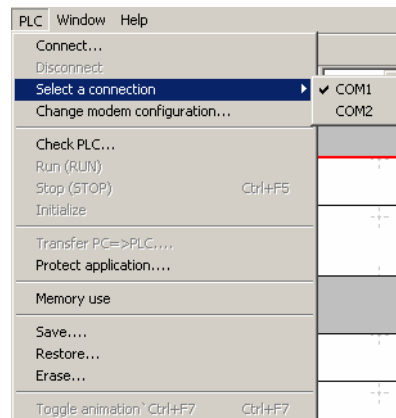 PLC Window Help
Connect...
Disconnect
Select a connection
COM1
Change modem configuration...
COM2
Check PLC...
Run (RUN)
Stop (STOP) Ctrl+F5
Initialize
Transfer PC=>PLC....
Protect application....
Memory use
Save....
Restore...
Erase...
Toggle animation`Ctrl+F7 Ctrl+F7